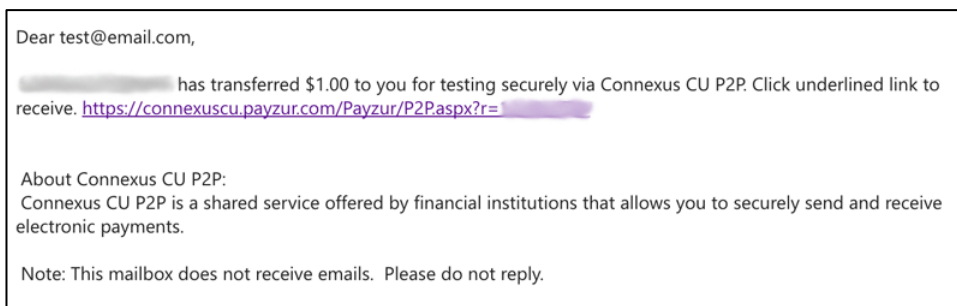 Dear test@email.com,
has transferred $1.00 to you for testing securely via Connexus CU P2P. Click underlined link to
receive. https://connexuscu.payzur.com/Payzur/P2P.aspx?r=
About Connexus CU P2P:
Connexus CU P2P is a shared service offered by financial institutions that allows you to securely send and receive
electronic payments.
Note: This mailbox does not receive emails.  Please do not reply.